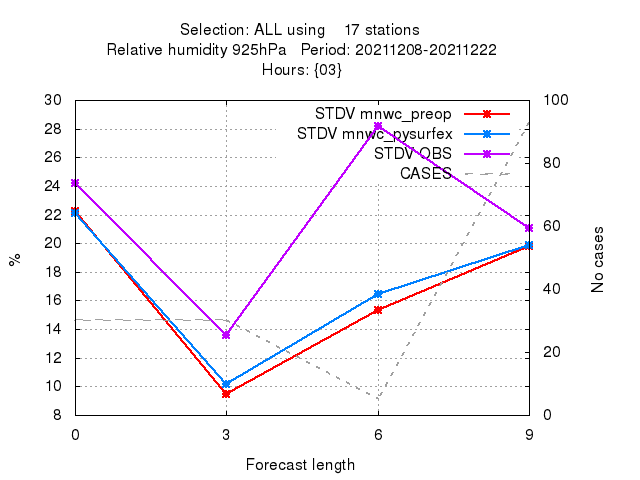 Selection: ALL using    17 stations
Relative humidity 925hPa   Period: 20211208-20211222
Hours: {03}
STDV mnwc_preop
STDV mnwc_pysurfex
STDV OBS
CASES
30
28
26
24
22
20
18
16
14
12
10
8
%
100
80
60
40
20
0
No cases
0
3
6
9
Forecast length